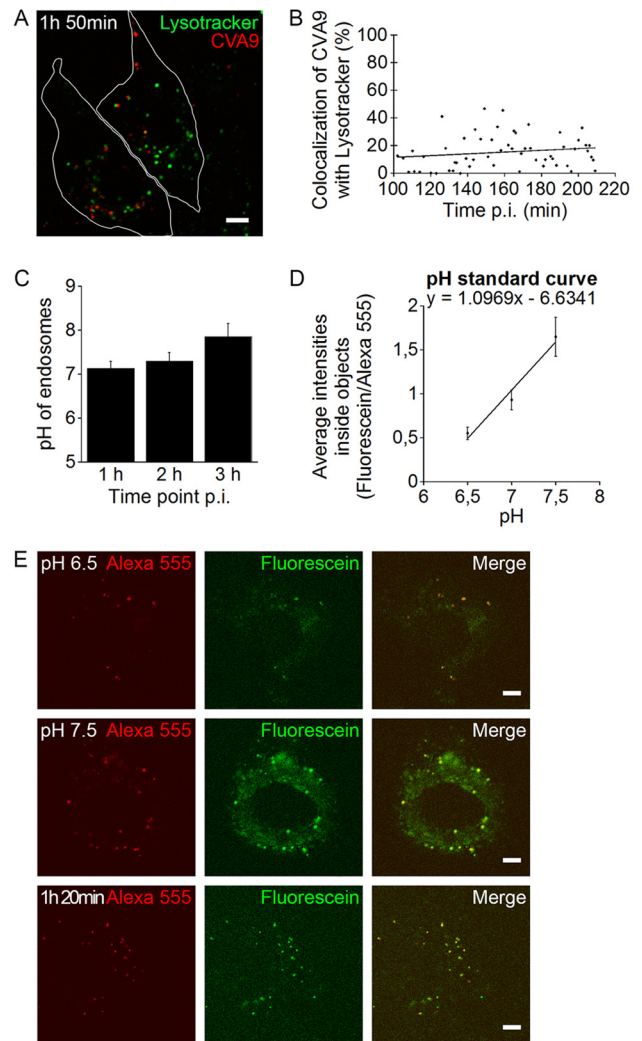 A
1h 50min Lysotracker
CVA9
B
Colocalization of CVA9
with Lysotracker (%)
100
80
60
40
20
0
100 120 140 160 180 200 220
Time p.i. (min)
C
pH of endosomes
9
8
7
6
5
1 h 2 h 3 h
Time point p.i.
D
pH standard curve
y = 1.0969x - 6.6341
Average intensities
inside objects
(Fluorescein/Alexa 555)
2
1,5
1
0,5
0
6 6,5 7 7,5 8
pH
E
pH 6.5 Alexa 555 Fluorescein Merge
pH 7.5 Alexa 555 Fluorescein Merge
1h 20min Alexa 555 Fluorescein Merge